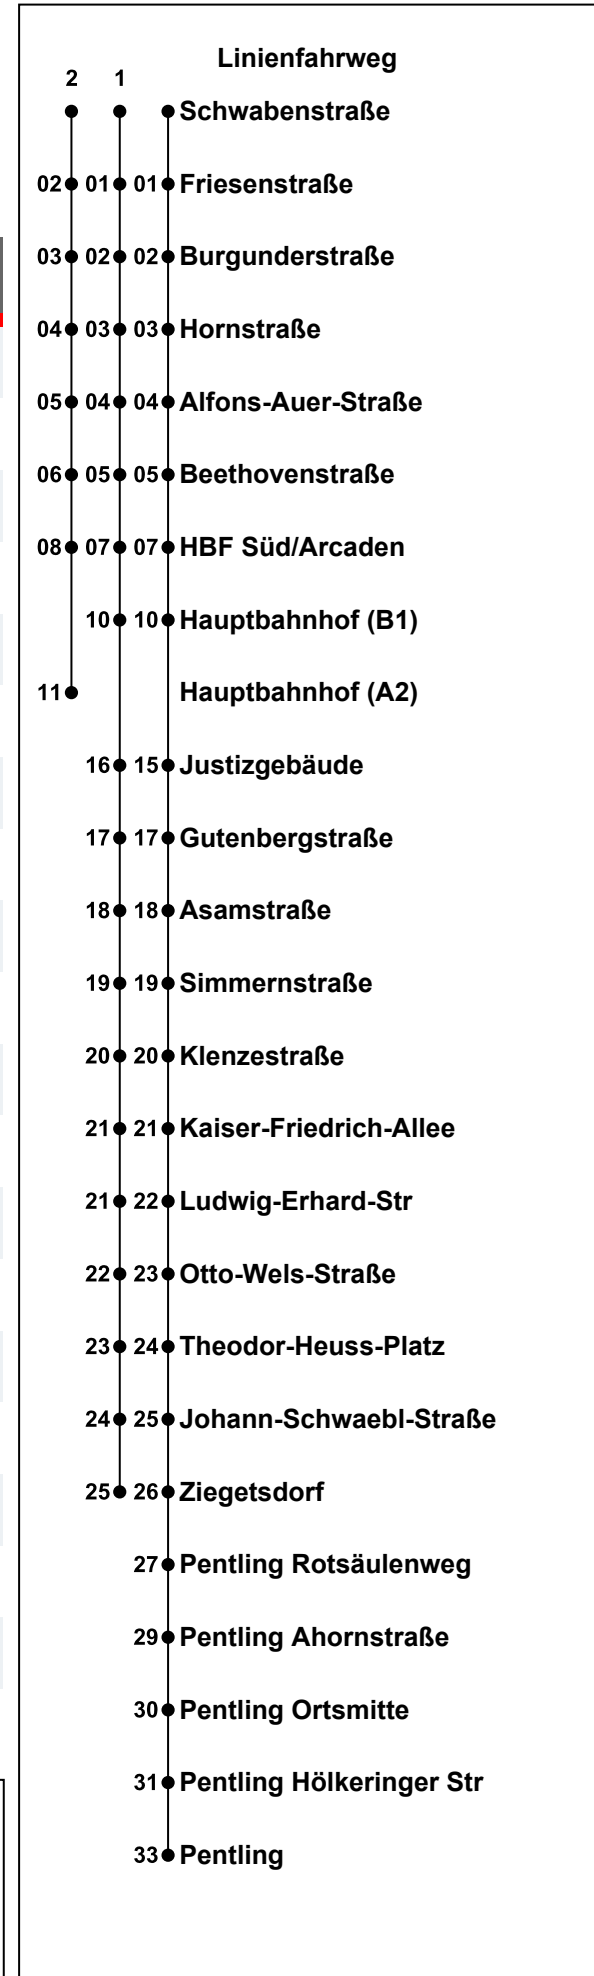 Linienfahrweg
2 1
Schwabenstraße
02 01 01 Friesenstraße
03 02 02 Burgunderstraße
04 03 03 Hornstraße
05 04 04 Alfons-Auer-Straße
06 05 05 Beethovenstraße
08 07 07 HBF Süd/Arcaden
10 10 Hauptbahnhof (B1)
11 Hauptbahnhof (A2)
16 15 Justizgebäude
17 17 Gutenbergstraße
18 18 Asamstraße
19 19 Simmernstraße
20 20 Klenzestraße
21 21 Kaiser-Friedrich-Allee
21 22 Ludwig-Erhard-Str
22 23 Otto-Wels-Straße
23 24 Theodor-Heuss-Platz
24 25 Johann-Schwaebl-Straße
25 26 Ziegetsdorf
27 Pentling Rotsäulenweg
29 Pentling Ahornstraße
30 Pentling Ortsmitte
31 Pentling Hölkeringer Str
33 Pentling